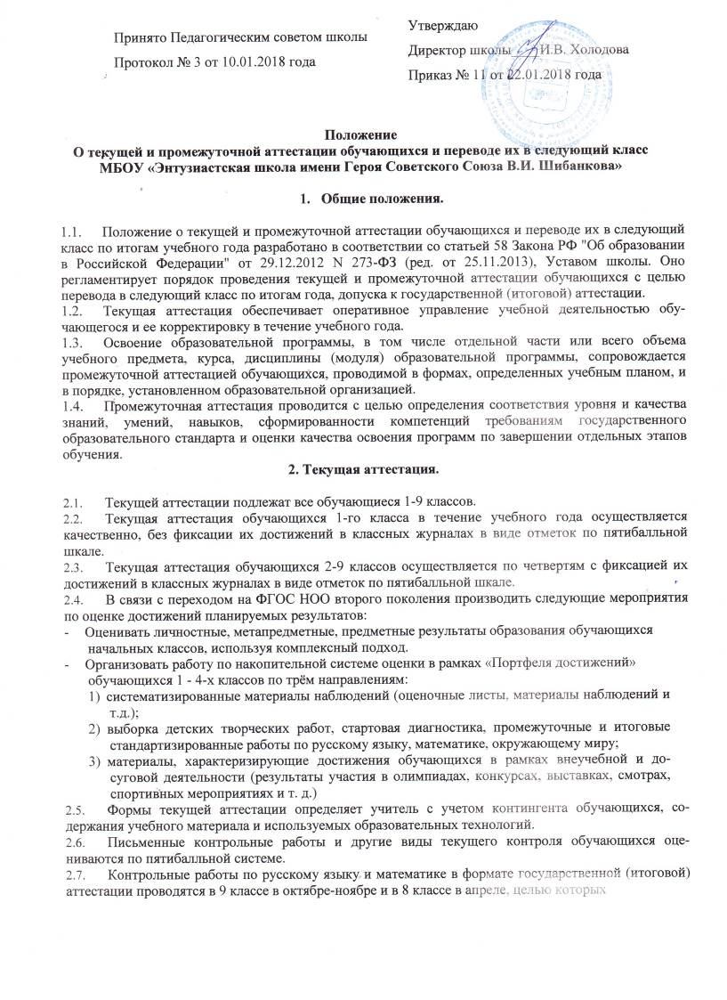 Принято Педагогическим советом школы
Протокол № 3 от 10.01.2018 года
Утверждаю
Директор школы И.В. Холодова
Приказ № 11 от 22.01.2018 года
Положение
О текущей и промежуточной аттестации обучающихся и переводе их в следующий класс
МБОУ «Энтузиастская школа имени Героя Советского Союза В.И. Шибанкова»
1. Общие положения.
1.1. Положение о текущей и промежуточной аттестации обучающихся и переводе их в следующий
класс по итогам учебного года разработано в соответствии со статьей 58 Закона РФ "Об образовании
в Российской Федерации" от 29.12.2012 N 273-ФЗ (ред. от 25.11.2013), Уставом школы. Оно
регламентирует порядок проведения текущей и промежуточной аттестации обучающихся с целью
перевода в следующий класс по итогам года, допуска к государственной (итоговой) аттестации.
1.2. Текущая аттестация обеспечивает оперативное управление учебной деятельностью обу-
чающегося и ее корректировку в течение учебного года.
1.3. Освоение образовательной программы, в том числе отдельной части или всего объема
учебного предмета, курса, дисциплины (модуля) образовательной программы, сопровождается
промежуточной аттестацией обучающихся, проводимой в формах, определенных учебным планом, и
в порядке, установленном образовательной организацией.
1.4. Промежуточная аттестация проводится с целью определения соответствия уровня и качества
знаний, умений, навыков, сформированности компетенций требованиям государственного
образовательного стандарта и оценки качества освоения программ по завершении отдельных этапов
обучения.
2. Текущая аттестация.
2.1. Текущей аттестации подлежат все обучающиеся 1-9 классов.
2.2. Текущая аттестация обучающихся 1-го класса в течение учебного года осуществляется
качественно, без фиксации их достижений в классных журналах в виде отметок по пятибалльной
шкале.
2.3. Текущая аттестация обучающихся 2-9 классов осуществляется по четвертям с фиксацией их
достижений в классных журналах в виде отметок по пятибалльной шкале.
2.4. В связи с переходом на ФГОС НОО второго поколения производить следующие мероприятия
по оценке достижений планируемых результатов:
- Оценивать личностные, метапредметные, предметные результаты образования обучающихся
начальных классов, используя комплексный подход.
- Организовать работу по накопительной системе оценки в рамках «Портфеля достижений»
обучающихся 1 - 4-х классов по трём направлениям:
1) систематизированные материалы наблюдений (оценочные листы, материалы наблюдений и
т.д.);
2) выборка детских творческих работ, стартовая диагностика, промежуточные и итоговые
стандартизированные работы по русскому языку, математике, окружающему миру;
3) материалы, характеризирующие достижения обучающихся в рамках внеучебной и до-
суговой деятельности (результаты участия в олимпиадах, конкурсах, выставках, смотрах,
спортивных мероприятиях и т. д.)
2.5. Формы текущей аттестации определяет учитель с учетом контингента обучающихся, со-
держания учебного материала и используемых образовательных технологий.
2.6. Письменные контрольные работы и другие виды текущего контроля обучающихся оце-
ниваются по пятибалльной системе.
2.7. Контрольные работы по русскому языку и математике в формате государственной (итоговой)
аттестации проводятся в 9 классе в октябре-ноябре и в 8 классе в апреле, целью которых